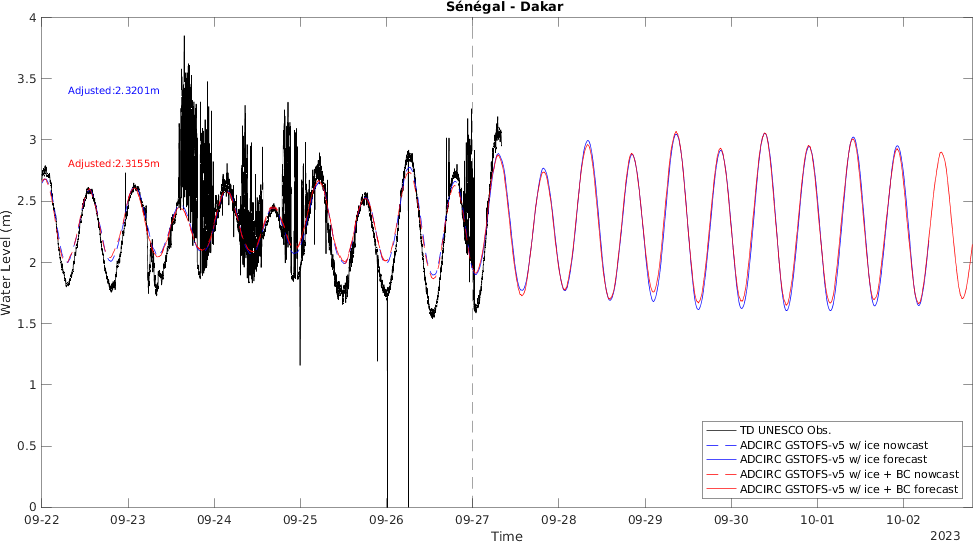 Sénégal - Dakar
4
3.5
3
2.5
2
1.5
1
0.5
0
Water Level (m)
Adjusted:2.3201m
Adjusted:2.3155m
TD UNESCO Obs.
ADCIRC GSTOFS-v5 w/ ice nowcast
ADCIRC GSTOFS-v5 w/ ice forecast
ADCIRC GSTOFS-v5 w/ ice + BC nowcast
ADCIRC GSTOFS-v5 w/ ice + BC forecast
09-22 09-23 09-24 09-25 09-26 09-27 09-28 09-29 09-30 10-01 10-02
Time
2023